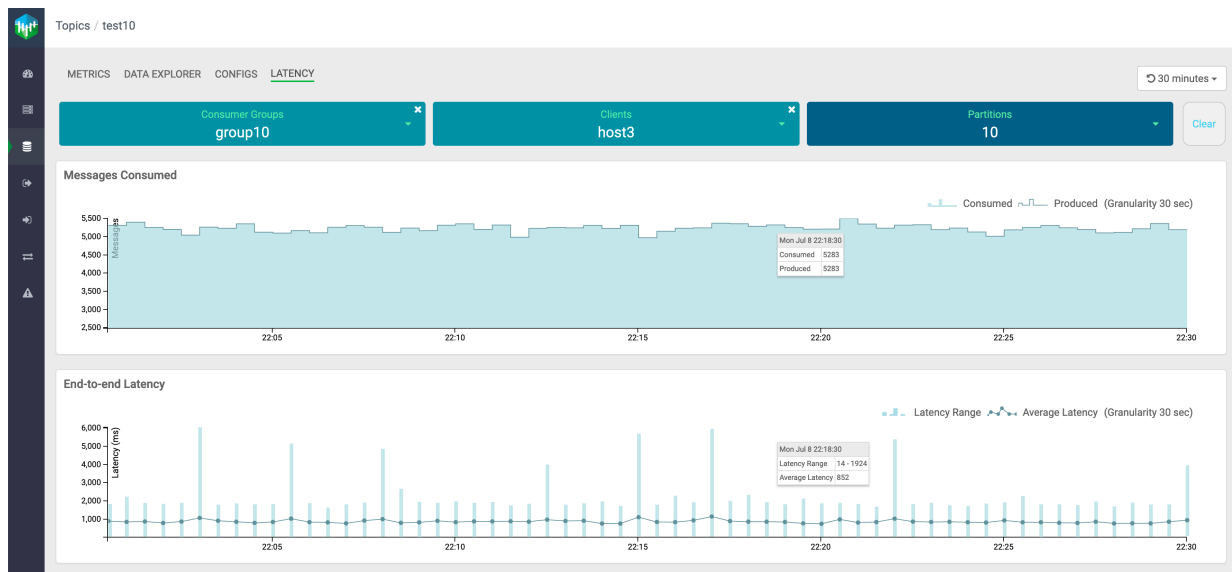 Topics / test10
METRICS DATA EXPLORER CONFIGS LATENCY
30 minutes
Consumer Groups
group10
Clients
host3
Partitions
10
Clear
Messages Consumed
Consumed Produced (Granularity 30 sec)
Messages
5,500
5,000
4,500
4,000
3,500
3,000
2,500
Mon Jul 8 22:18:30
Consumed 5283
Produced 5283
22:05 22:10 22:15 22:20 22:25 22:30
End-to-end Latency
Latency Range Average Latency (Granularity 30 sec)
Latency (ms)
6,000
5,000
4,000
3,000
2,000
1,000
Mon Jul 8 22:18:30
Latency Range 14 - 1924
Average Latency 852
22:05 22:10 22:15 22:20 22:25 22:30